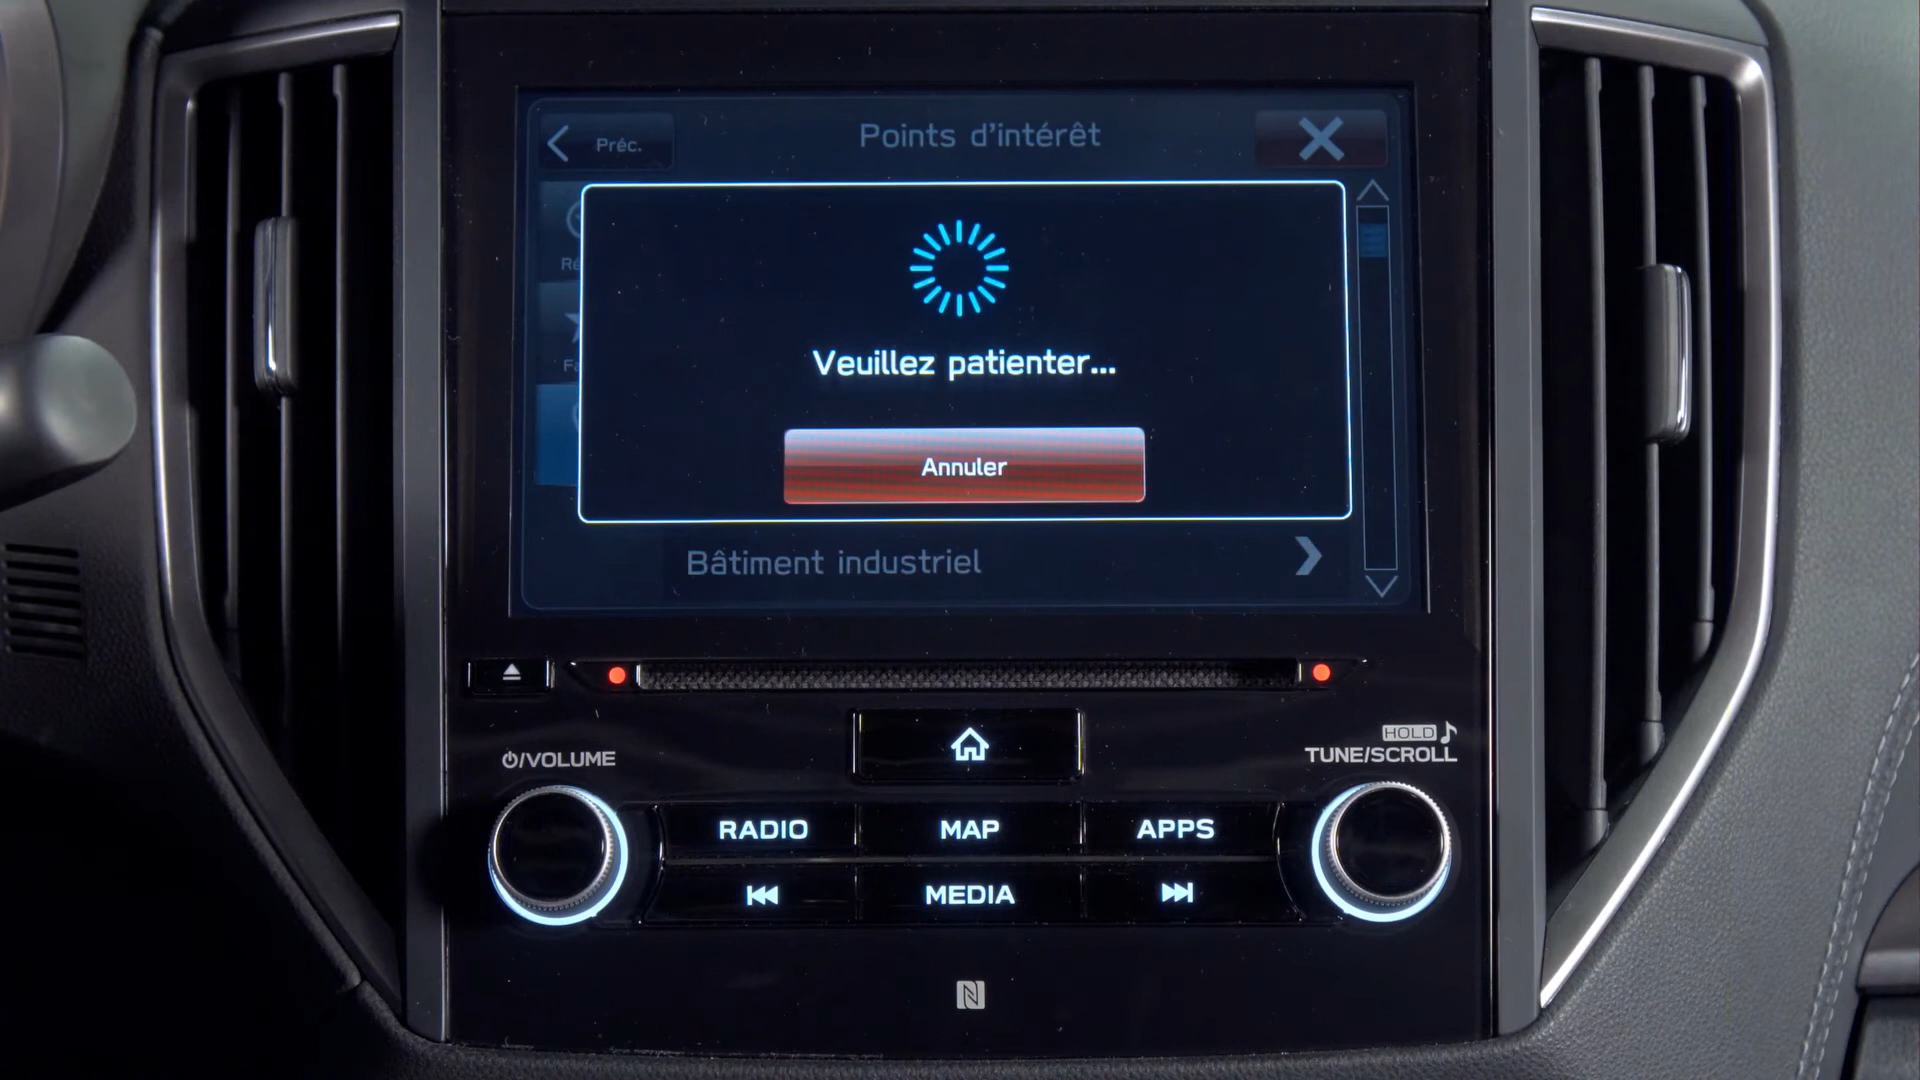 Préc.
Points d'intérêt
Veuillez patienter...
Annuler
Bâtiment industriel
/VOLUME
HOLD
TUNE/SCROLL
RADIO
MAP
APPS
MEDIA